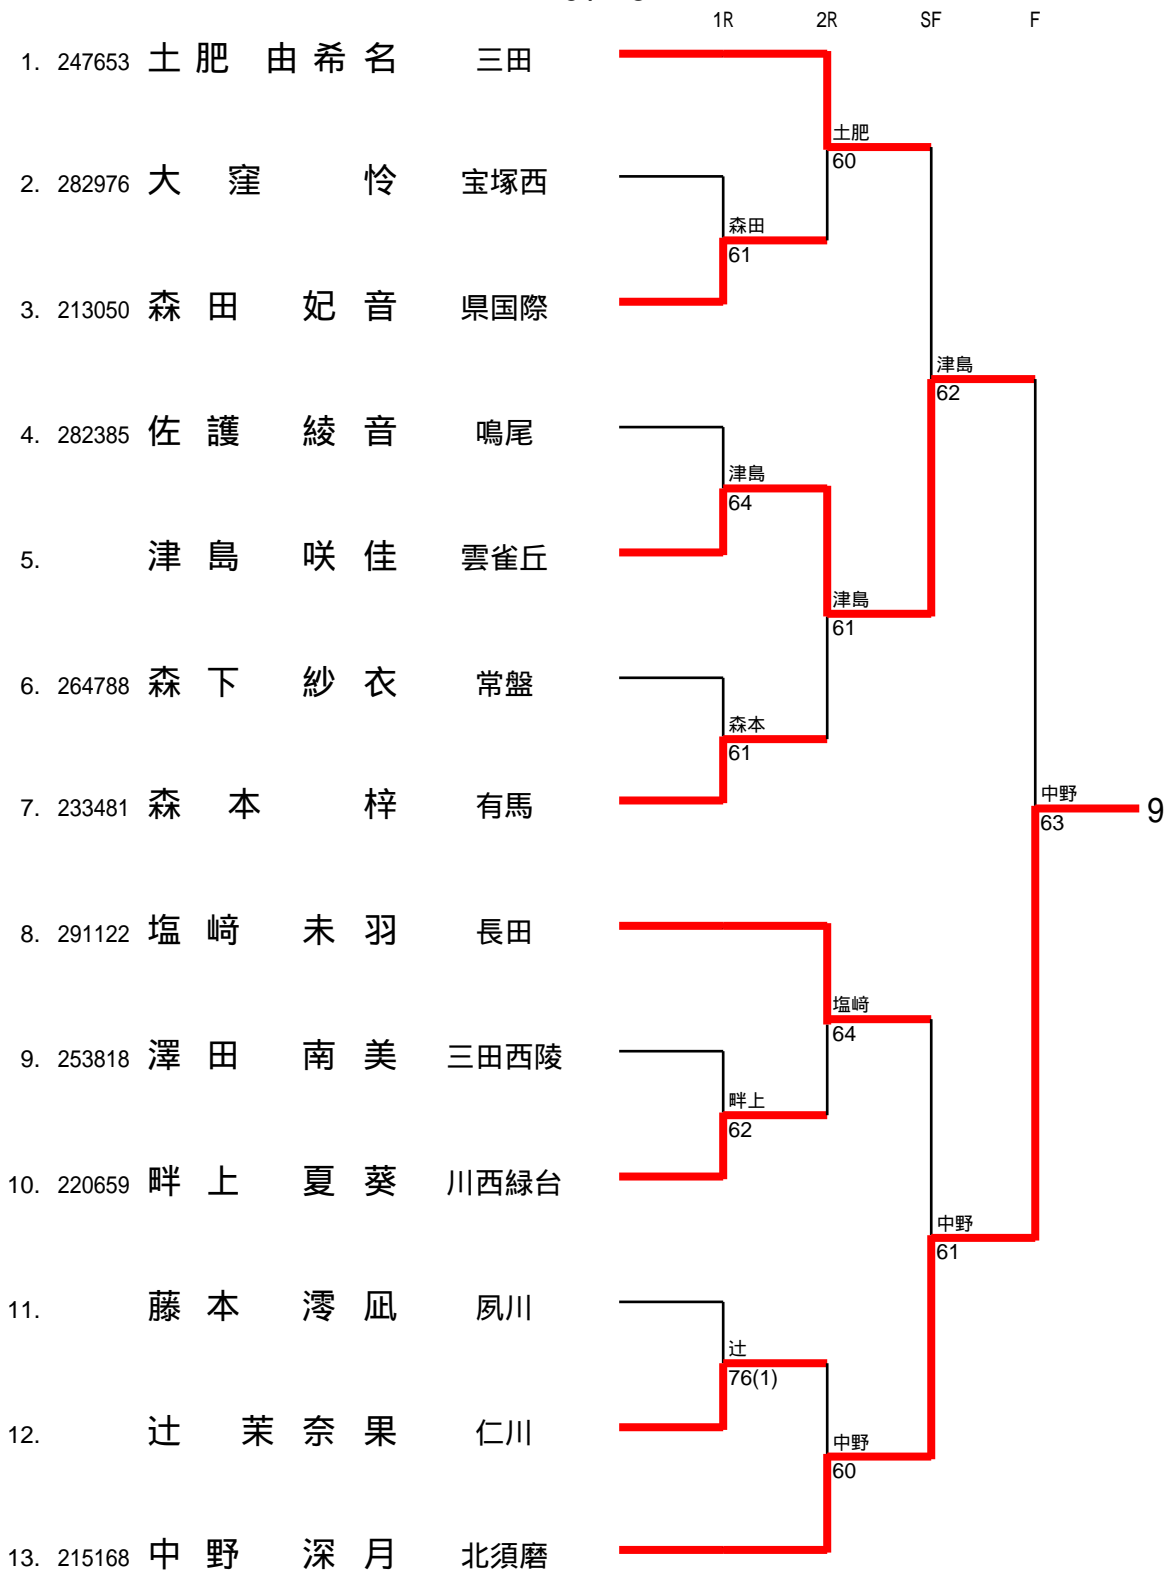 1R 2R SF F
1. 247653 土肥 由希名 三田
土肥
60
2. 282976 大窪 怜 宝塚西
森田
61
3. 213050 森田 妃音 県国際
津島
62
4. 282385 佐護 綾音 鳴尾
津島
64
5. 津島 咲佳 雲雀丘
津島
61
6. 264788 森下 紗衣 常盤
森本
61
7. 233481 森本 梓 有馬
中野
63
9
8. 291122 塩﨑 未羽 長田
塩﨑
64
9. 253818 澤田 南美 三田西陵
畔上
62
10. 220659 畔上 夏葵 川西緑台
中野
61
11. 藤本 澪凪 夙川
辻
76(1)
12. 辻 茉奈果 仁川
中野
60
13. 215168 中野 深月 北須磨